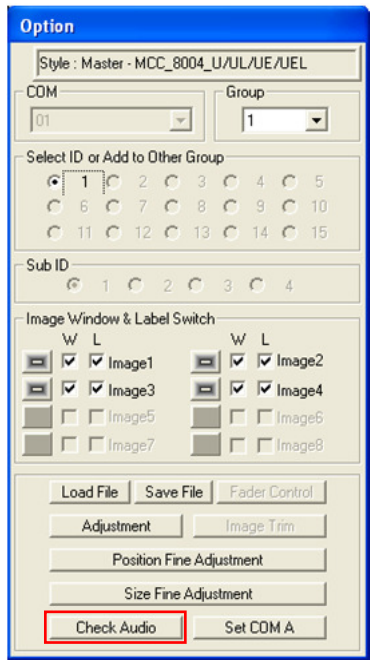 Option
Style : Master - MCC_8004_U/UL/UE/UEL
COM Group
01 1
Select ID or Add to Other Group
1 2 3 4 5
6 7 8 9 10
11 12 13 14 15
Sub ID
1 2 3 4
Image Window & Label Switch
W L W L
Image1 Image2
Image3 Image4
Image5 Image6
Image7 Image8
Load File Save File Fader Control
Adjustment Image Trim
Position Fine Adjustment
Size Fine Adjustment
Check Audio Set COM A